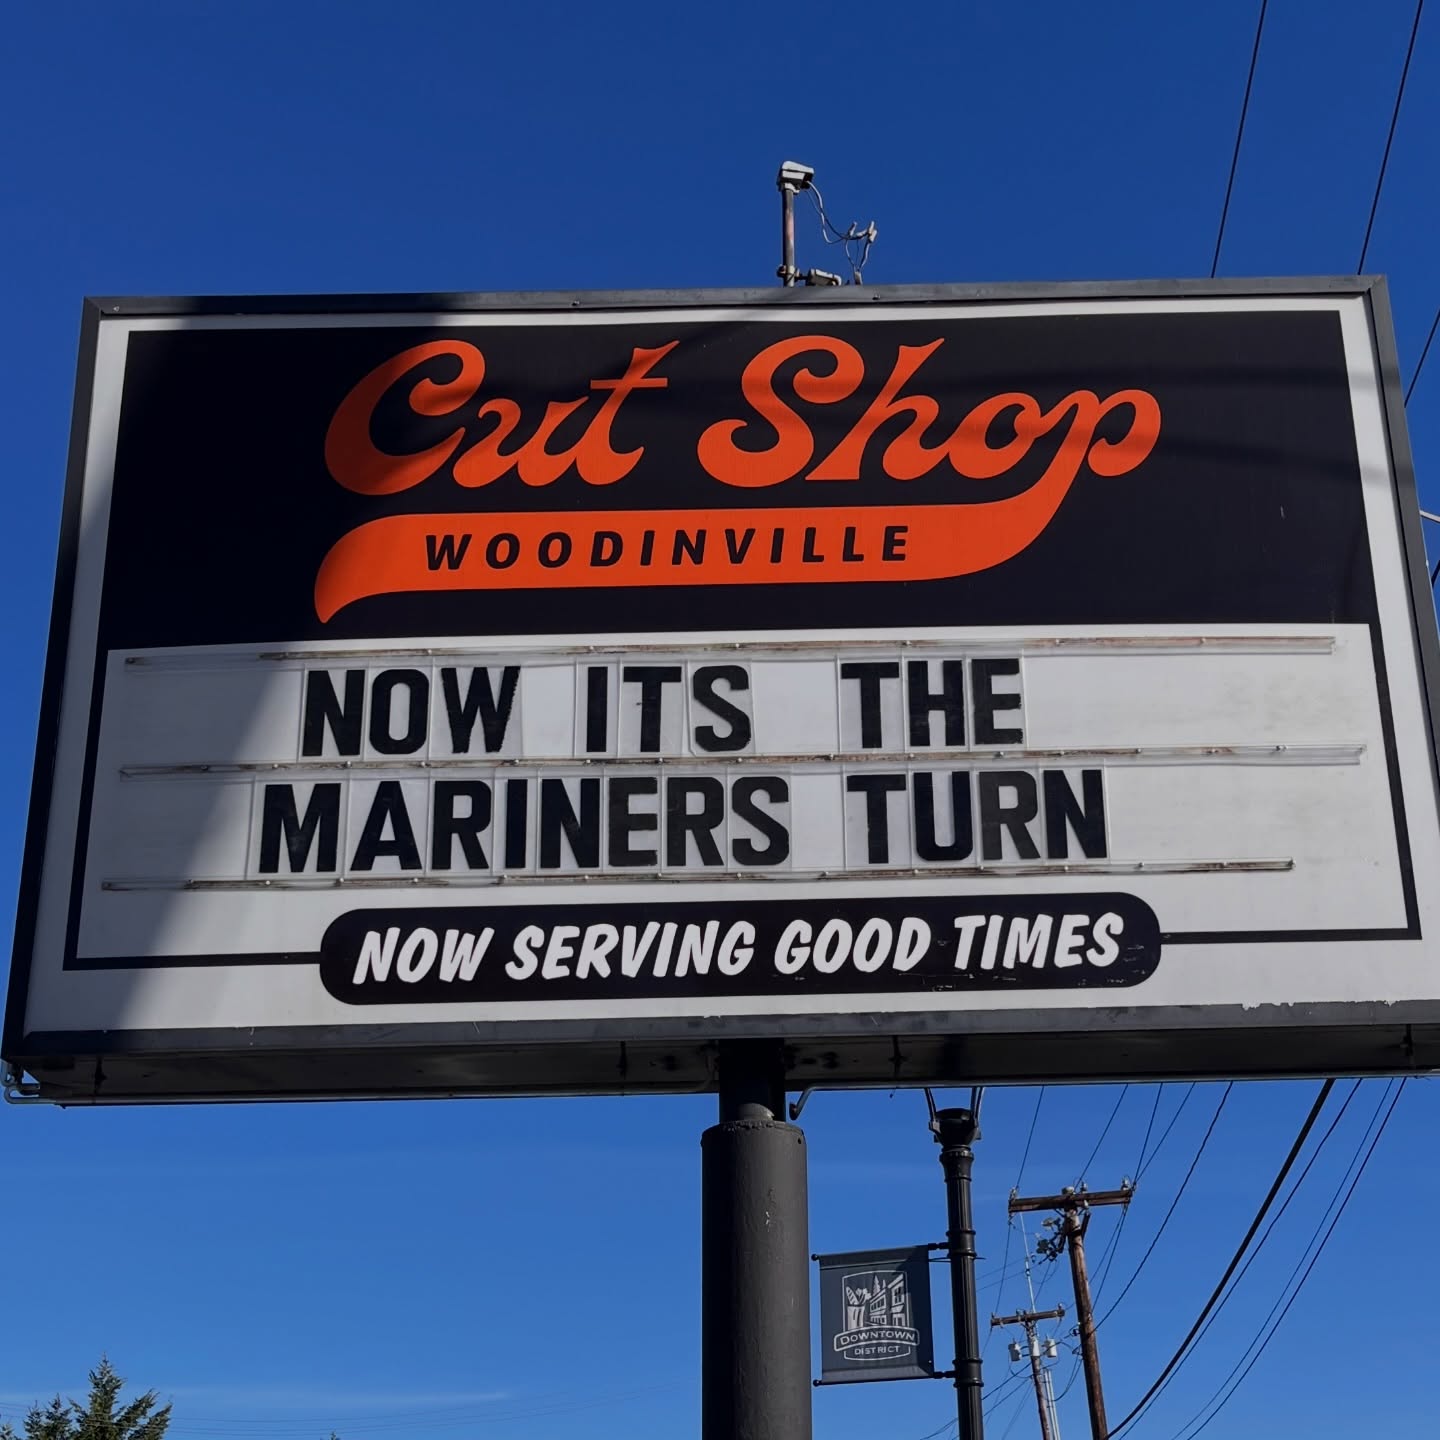 Cut Shop
WOODINVILLE
NOW ITS THE
MARINERS TURN
NOW SERVING GOOD TIMES
DOWNTOWN
DISTRICT